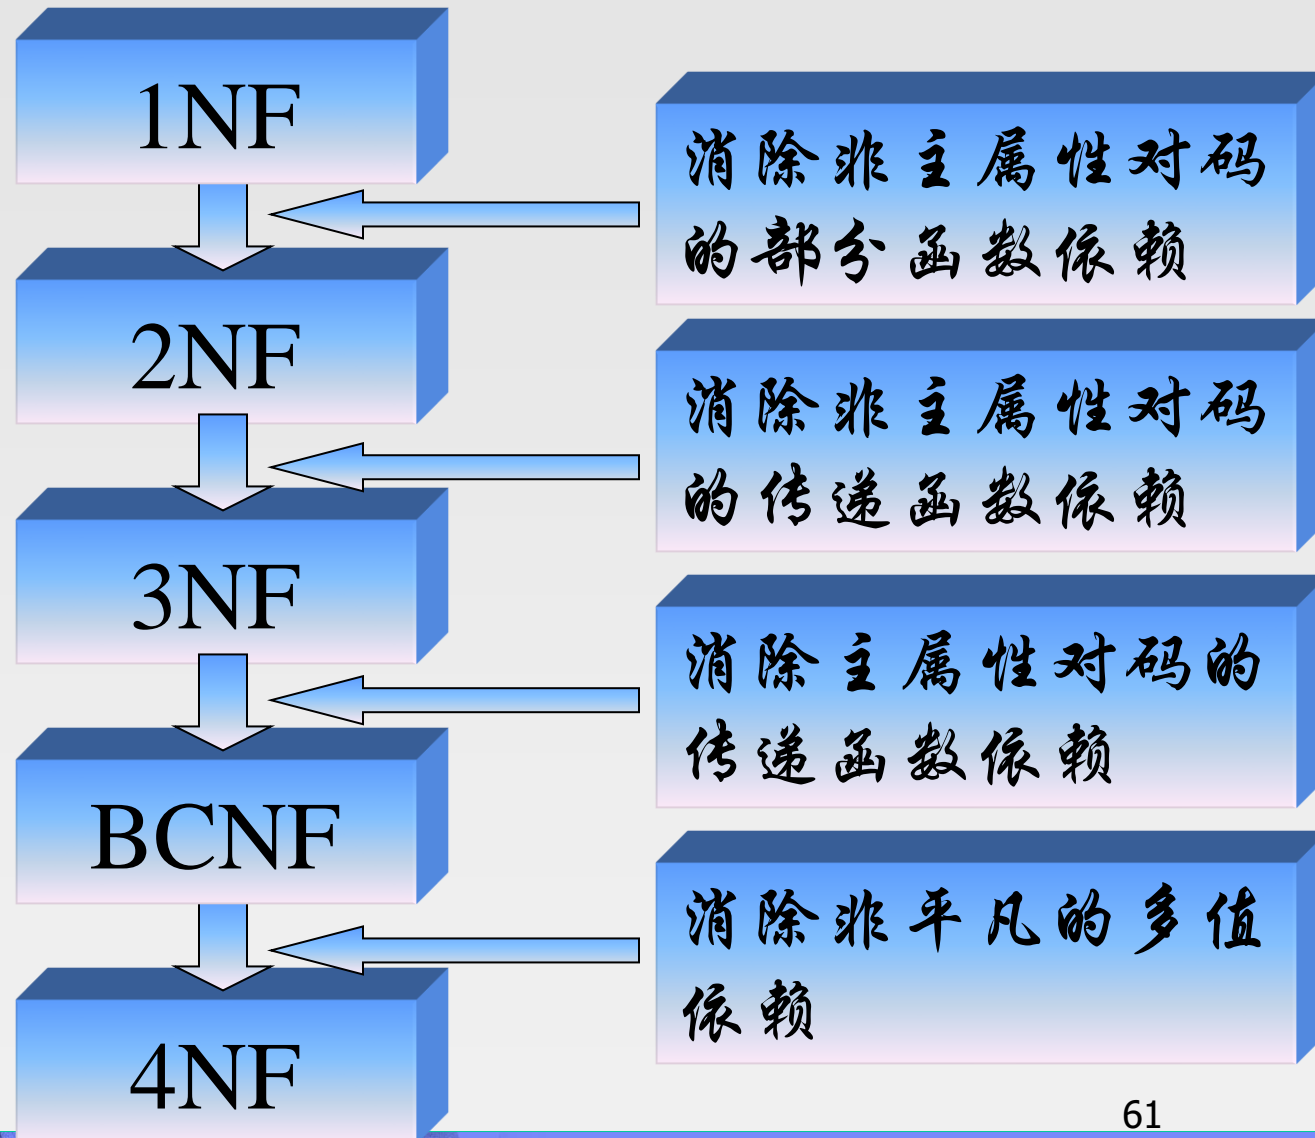 1NF
消除非主属性对码
的部分函数依赖
2NF
消除非主属性对码
的传递函数依赖
3NF
消除主属性对码的
传递函数依赖
BCNF
消除非平凡的多值
依赖
4NF
61